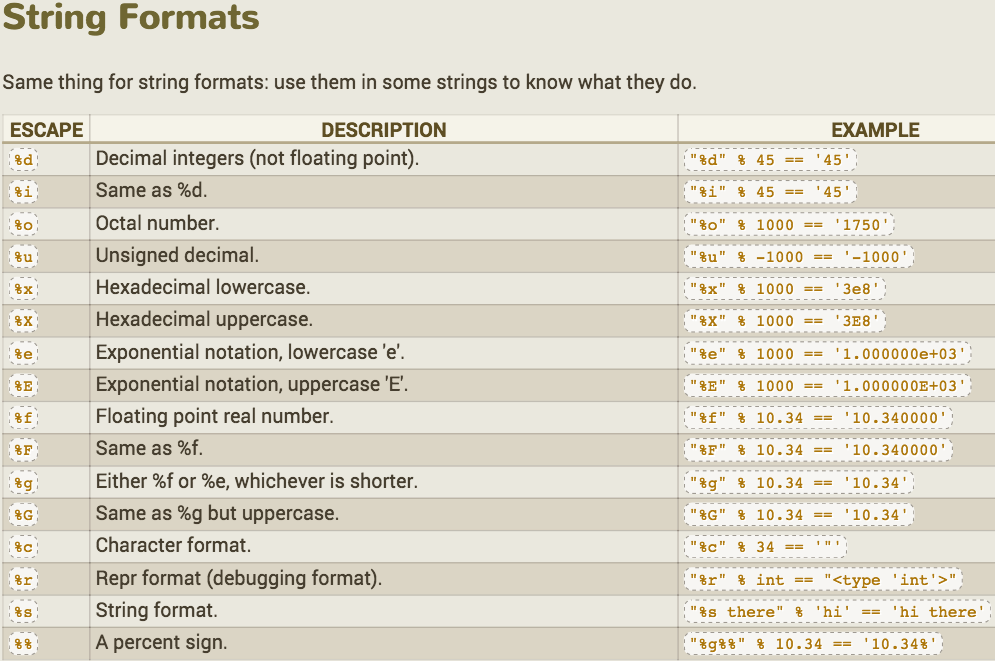 String Formats
Same thing for string formats: use them in some strings to know what they do.
ESCAPE DESCRIPTION EXAMPLE
%d Decimal integers (not floating point). "%d" % 45 == '45'
%i Same as %d. "%i" % 45 == '45'
%o Octal number. "%o" % 1000 == '1750'
%u Unsigned decimal. "%u" % -1000 == '-1000'
%x Hexadecimal lowercase. "%x" % 1000 == '3e8'
%X Hexadecimal uppercase. "%X" % 1000 == '3E8'
%e Exponential notation, lowercase 'e'. "%e" % 1000 == '1.000000e+03'
%E Exponential notation, uppercase 'E'. "%E" % 1000 == '1.000000E+03'
%f Floating point real number. "%f" % 10.34 == '10.340000'
%F Same as %f. "%F" % 10.34 == '10.340000'
%g Either %f or %e, whichever is shorter. "%g" % 10.34 == '10.34'
%G Same as %g but uppercase. "%G" % 10.34 == '10.34'
%c Character format. "%c" % 34 == '"'
%r Repr format (debugging format). "%r" % int == "<type 'int'>"
%s String format. "%s there" % 'hi' == 'hi there'
%% A percent sign. "%g%%" % 10.34 == '10.34%'